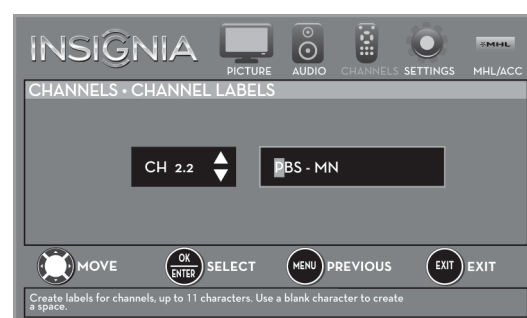 INSIGNIA
PICTURE AUDIO CHANNELS SETTINGS MHL/ACC
MHL
CHANNELS • CHANNEL LABELS
CH 2.2 PBS - MN
MOVE OK ENTER SELECT MENU PREVIOUS EXIT EXIT
Create labels for channels, up to 11 characters. Use a blank character to create
a space.